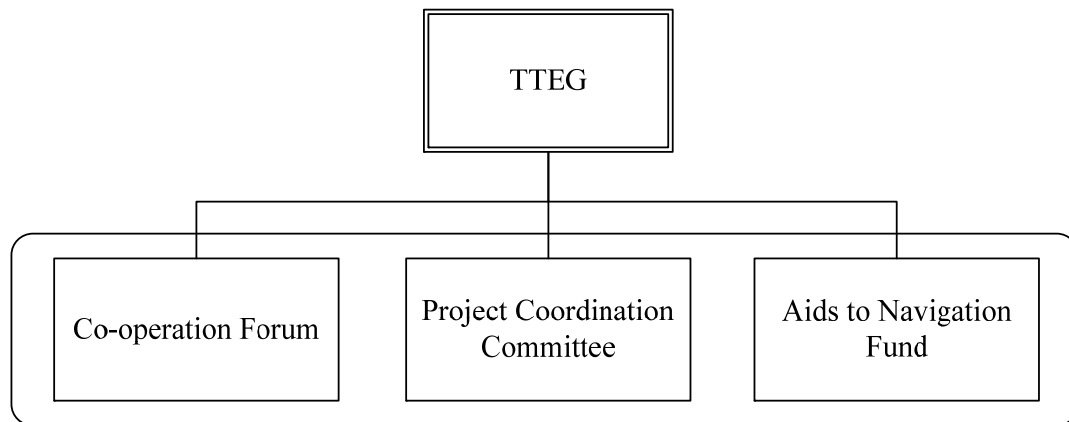 TTEG
Co-operation Forum
Project Coordination
Committee
Aids to Navigation
Fund